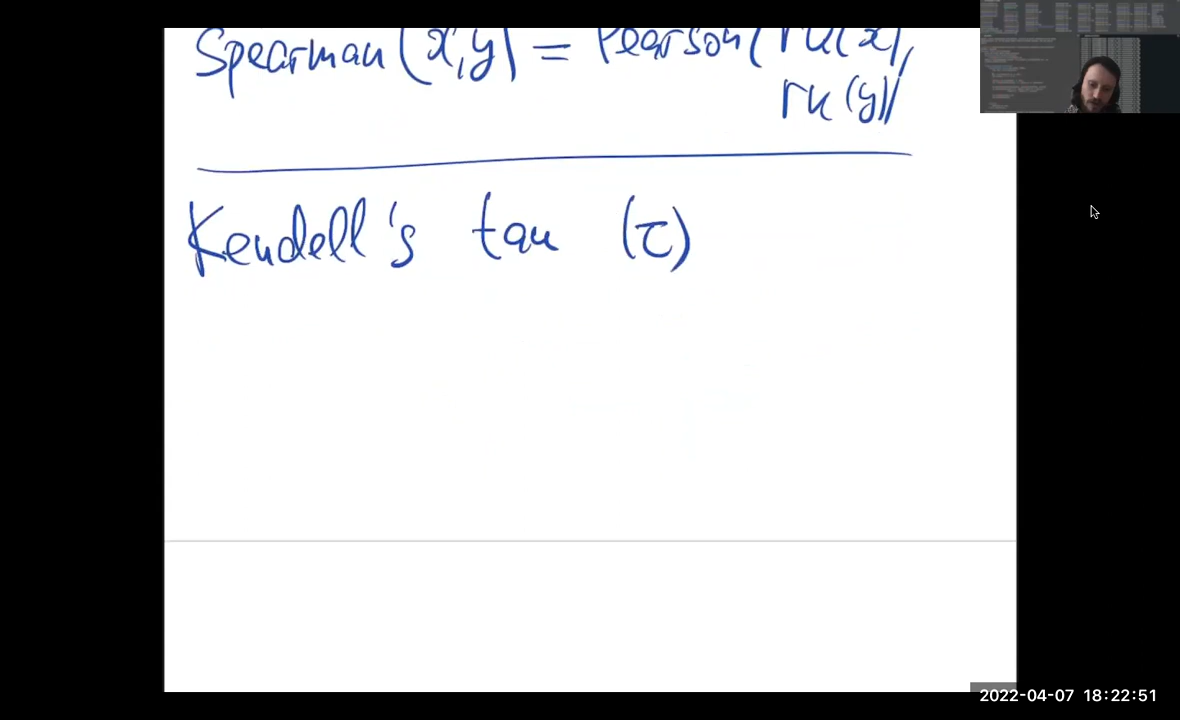 Spearman (x,y) = Pearson (rk(x),
rk(y))
Kendell's tau (τ)
2022-04-07 18:22:51